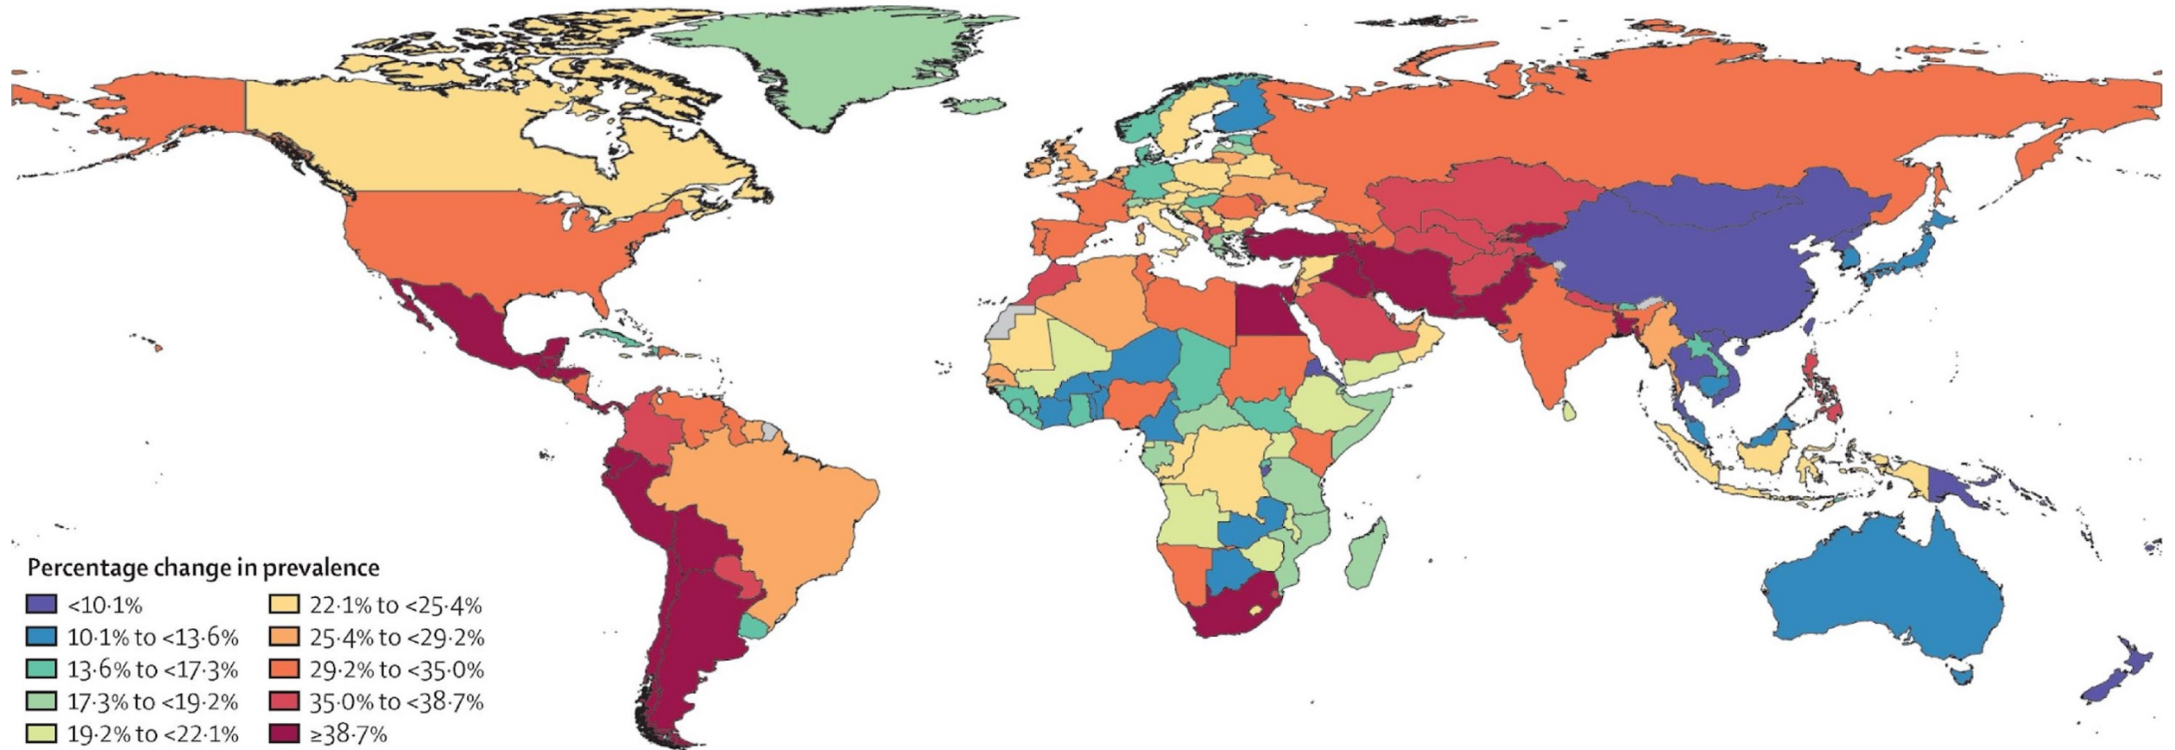 Percentage change in prevalence
<10·1%
10·1% to <13·6%
13·6% to <17·3%
17·3% to <19·2%
19·2% to <22·1%
22·1% to <25·4%
25·4% to <29·2%
29·2% to <35·0%
35·0% to <38·7%
≥38·7%